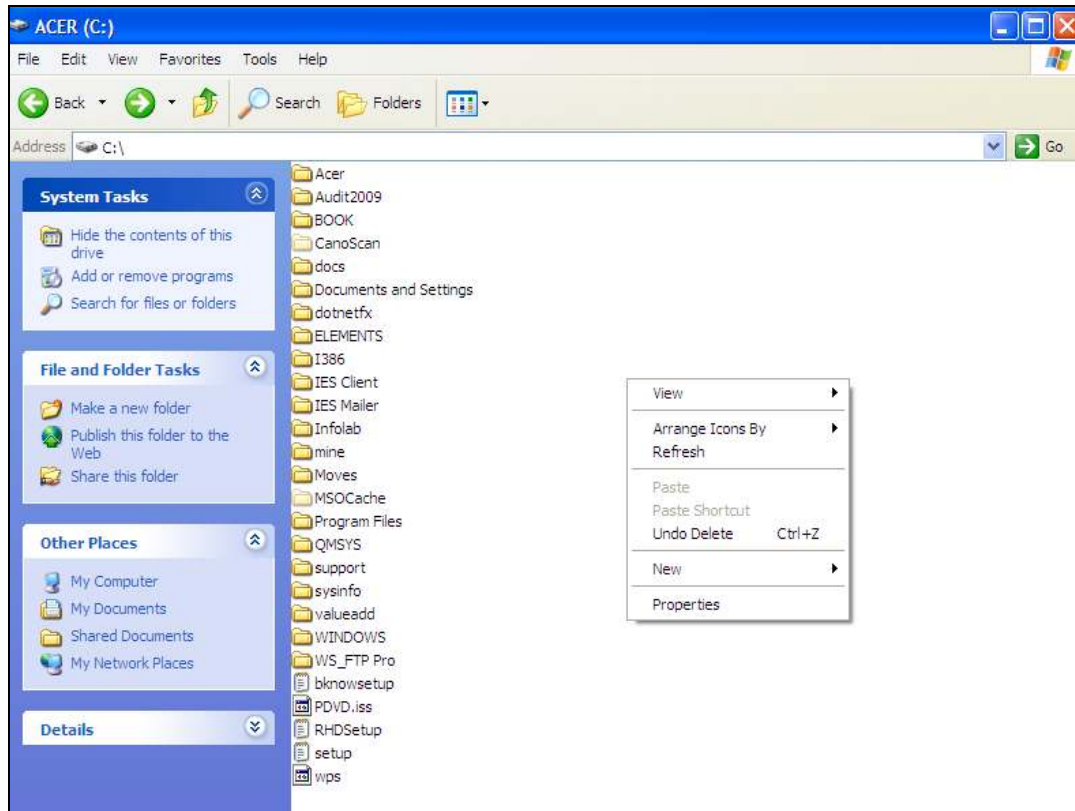 ACER (C:)
File Edit View Favorites Tools Help
Back Search Folders
Address C:\ Go
System Tasks
Hide the contents of this
drive
Add or remove programs
Search for files or folders
File and Folder Tasks
Make a new folder
Publish this folder to the
Web
Share this folder
Other Places
My Computer
My Documents
Shared Documents
My Network Places
Details
Acer
Audit2009
BOOK
CanoScan
docs
Documents and Settings
dotnetfx
ELEMENTS
I386
IES Client
IES Mailer
Infolab
mine
Moves
MSOCache
Program Files
QMSYS
support
sysinfo
valueadd
WINDOWS
WS_FTP Pro
bknowsetup
PDVD.iss
RHDSetup
setup
wps
View
Arrange Icons By
Refresh
Paste
Paste Shortcut
Undo Delete Ctrl+Z
New
Properties